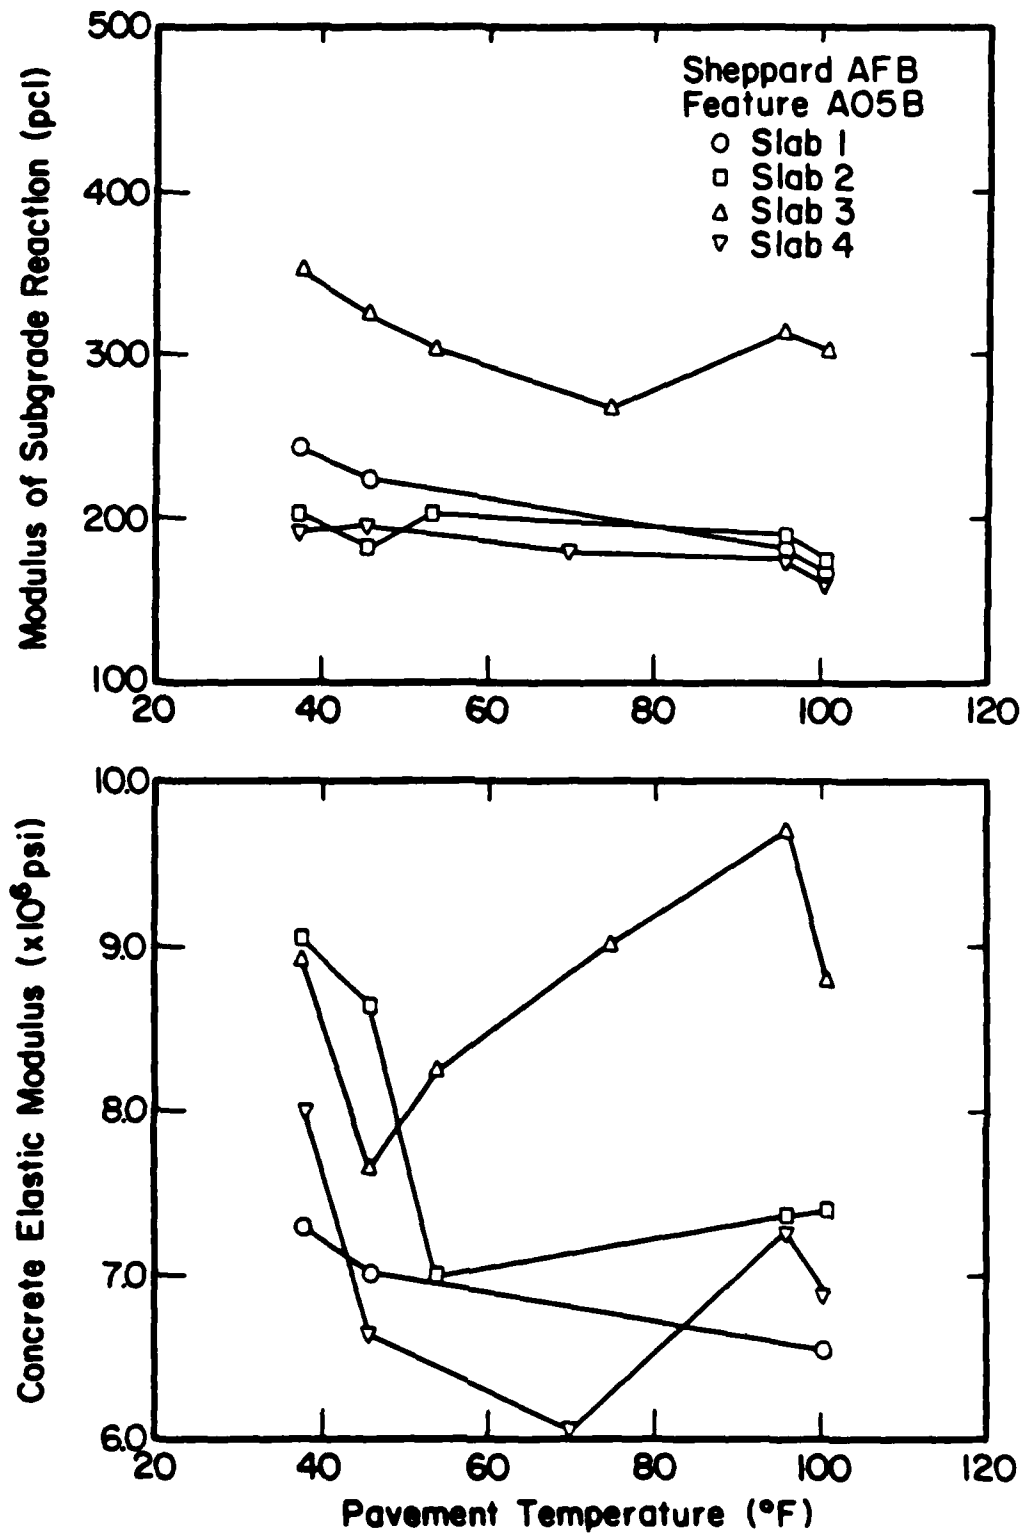 500
400
300
200
100
Modulus of Subgrade Reaction (pci)
Sheppard AFB
Feature A05B
Slab 1
Slab 2
Slab 3
Slab 4
20 40 60 80 100 120
10.0
9.0
8.0
7.0
6.0
Concrete Elastic Modulus (x10⁶psi)
20 40 60 80 100 120
Pavement Temperature (°F)